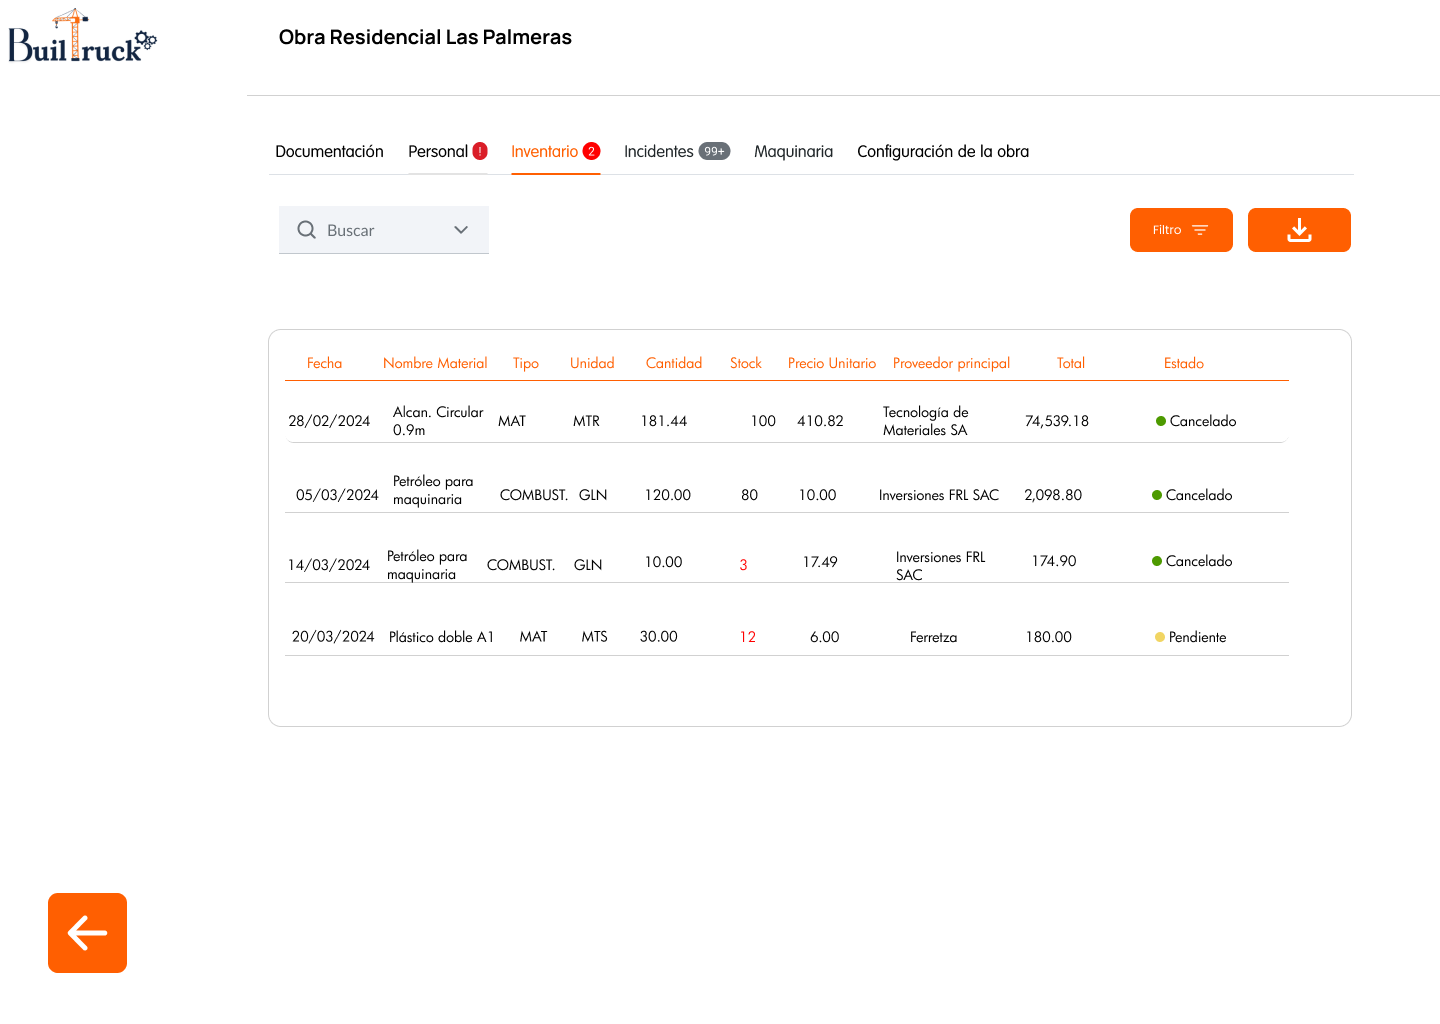 BuilTruck
Obra Residencial Las Palmeras
Documentación Personal ! Inventario 2 Incidentes 99+ Maquinaria Configuración de la obra
Buscar
Filtro
Fecha Nombre Material Tipo Unidad Cantidad Stock Precio Unitario Proveedor principal Total Estado
28/02/2024 Alcan. Circular 0.9m MAT MTR 181.44 100 410.82 Tecnología de Materiales SA 74,539.18 Cancelado
05/03/2024 Petróleo para maquinaria COMBUST. GLN 120.00 80 10.00 Inversiones FRL SAC 2,098.80 Cancelado
14/03/2024 Petróleo para maquinaria COMBUST. GLN 10.00 3 17.49 Inversiones FRL SAC 174.90 Cancelado
20/03/2024 Plástico doble A1 MAT MTS 30.00 12 6.00 Ferretza 180.00 Pendiente